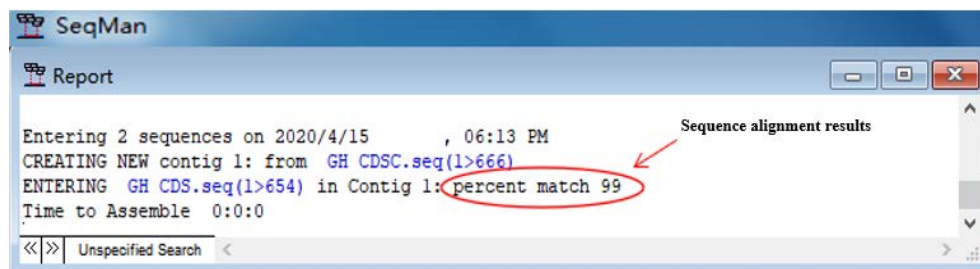 SeqMan
Report
Sequence alignment results
Entering 2 sequences on 2020/4/15 , 06:13 PM
CREATING NEW contig 1: from GH CDSC.seq(1>666)
ENTERING GH CDS.seq(1>654) in Contig 1: percent match 99
Time to Assemble 0:0:0
Unspecified Search